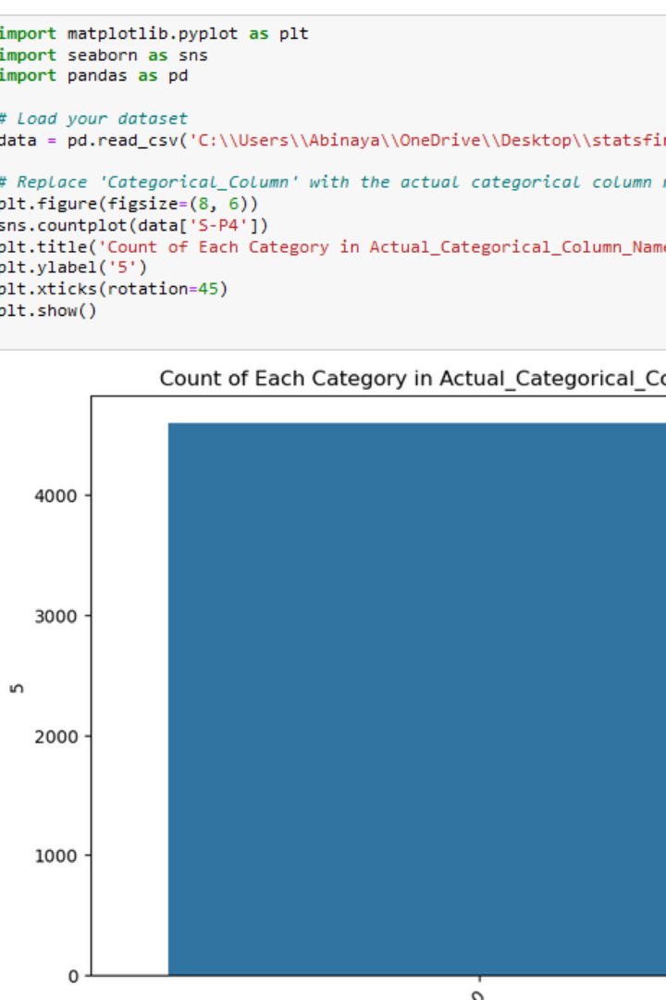 import matplotlib.pyplot as plt
import seaborn as sns
import pandas as pd
# Load your dataset
data = pd.read_csv('C:\\Users\\Abinaya\\OneDrive\\Desktop\\statsfin
# Replace 'Categorical_Column' with the actual categorical column
plt.figure(figsize=(8, 6))
sns.countplot(data['S-P4'])
plt.title('Count of Each Category in Actual_Categorical_Column_Name
plt.ylabel('5')
plt.xticks(rotation=45)
plt.show()
Count of Each Category in Actual_Categorical_Co
4000
3000
5
2000
1000
0